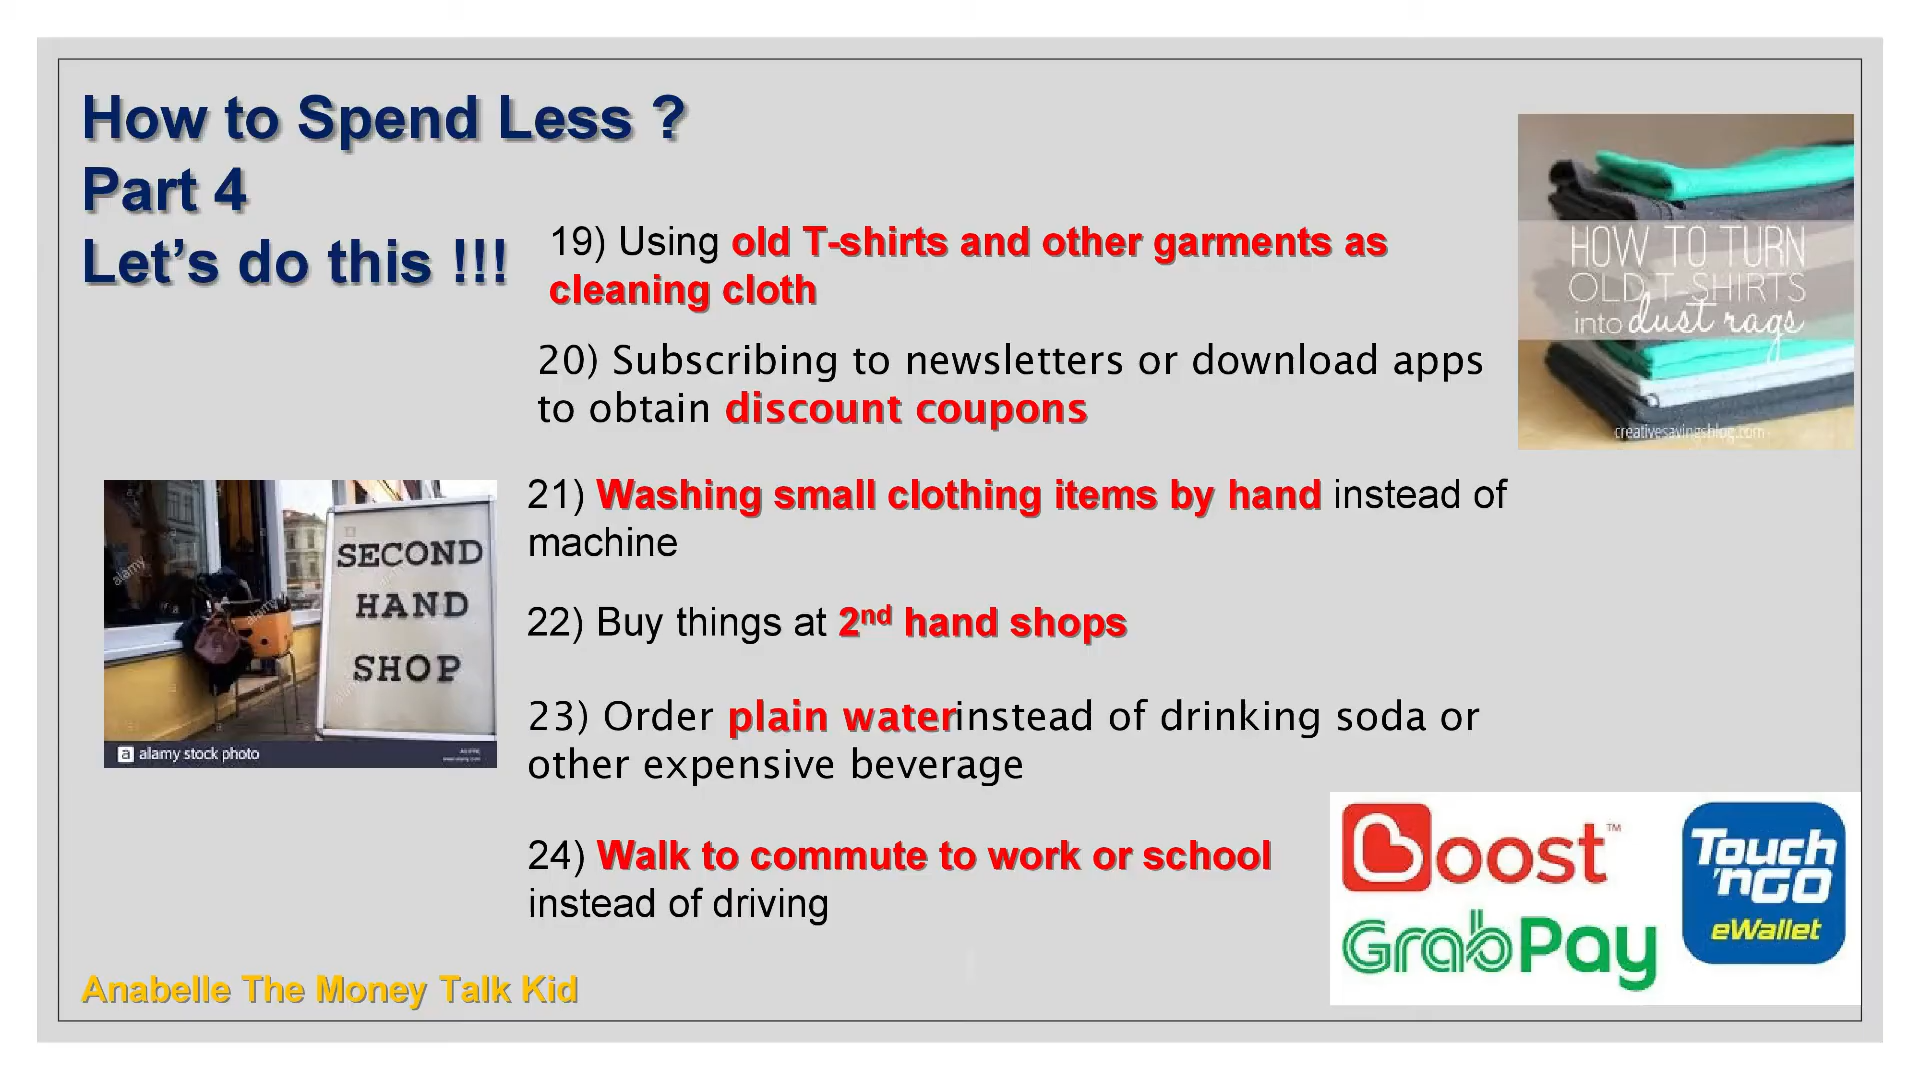 How to Spend Less ?
Part 4
Let’s do this !!!
19) Using old T-shirts and other garments as
cleaning cloth
20) Subscribing to newsletters or download apps
to obtain discount coupons
21) Washing small clothing items by hand instead of
machine
22) Buy things at 2nd hand shops
23) Order plain waterinstead of drinking soda or
other expensive beverage
24) Walk to commute to work or school
instead of driving
HOW TO TURN
OLD T-SHIRTS
into dust rags
creativesavingsblog.com
SECOND
HAND
SHOP
alamy
alamy
a alamy stock photo
Boost™
GrabPay
Touch
'nGO
eWallet
Anabelle The Money Talk Kid